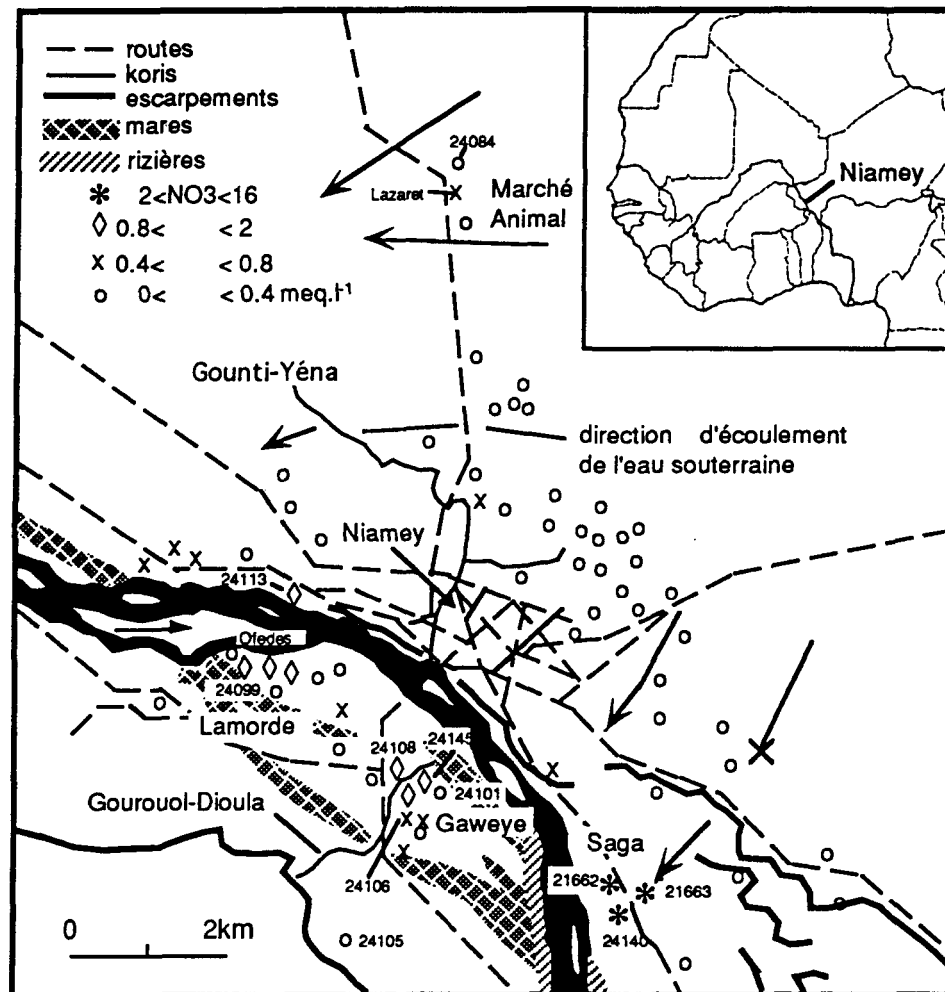 routes
koris
escarpements
mares
rizières
2<NO3<16
0.8< < 2
0.4< < 0.8
0< < 0.4 meq.l-1
Niamey
24084
Lazaret
Marché
Animal
Gounti-Yéna
direction d'écoulement
de l'eau souterraine
Niamey
24113
Ofedes
24099
Lamorde
24108
24145
24101
Gourouol-Dioula
Gaweye
Saga
21662
21663
24106
24140
24105
0 2km